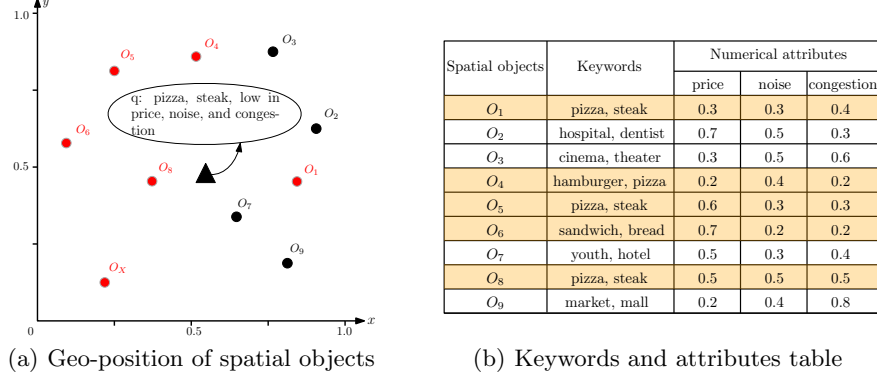 y
1.0
O3
O4
O5
q: pizza, steak, low in
price, noise, and conges-
tion
O2
O6
0.5
O8
O1
O7
O9
OX
0
0.5
1.0
x
(a) Geo-position of spatial objects
Spatial objects Keywords Numerical attributes
price noise congestion
O1 pizza, steak 0.3 0.3 0.4
O2 hospital, dentist 0.7 0.5 0.3
O3 cinema, theater 0.3 0.5 0.6
O4 hamburger, pizza 0.2 0.4 0.2
O5 pizza, steak 0.6 0.3 0.3
O6 sandwich, bread 0.7 0.2 0.2
O7 youth, hotel 0.5 0.3 0.4
O8 pizza, steak 0.5 0.5 0.5
O9 market, mall 0.2 0.4 0.8
(b) Keywords and attributes table